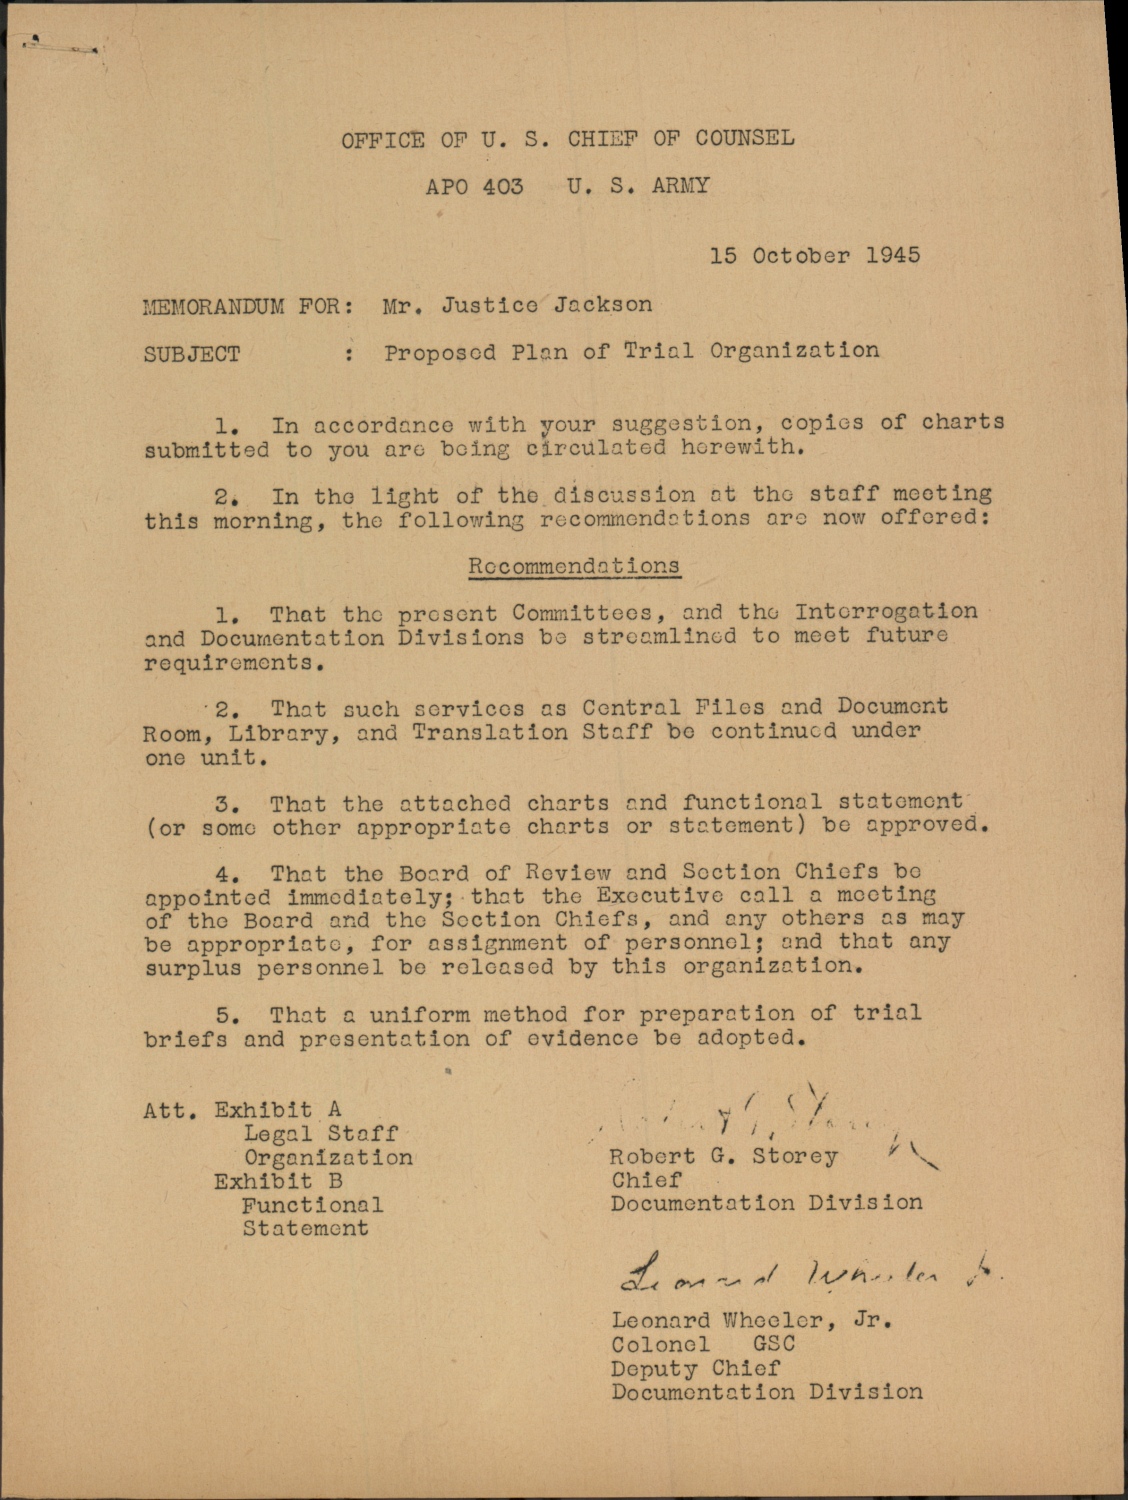 OFFICE OF U. S. CHIEF OF COUNSEL
APO 403 U. S. ARMY
15 October 1945
MEMORANDUM FOR: Mr. Justice Jackson
SUBJECT : Proposed Plan of Trial Organization
1. In accordance with your suggestion, copies of charts
submitted to you are being circulated herewith.
2. In the light of the discussion at the staff meeting
this morning, the following recommendations are now offered:
Recommendations
1. That the present Committees, and the Interrogation
and Documentation Divisions be streamlined to meet future
requirements.
2. That such services as Central Files and Document
Room, Library, and Translation Staff be continued under
one unit.
3. That the attached charts and functional statement
(or some other appropriate charts or statement) be approved.
4. That the Board of Review and Section Chiefs be
appointed immediately; that the Executive call a meeting
of the Board and the Section Chiefs, and any others as may
be appropriate, for assignment of personnel; and that any
surplus personnel be released by this organization.
5. That a uniform method for preparation of trial
briefs and presentation of evidence be adopted.
Att. Exhibit A
Legal Staff
Organization
Exhibit B
Functional
Statement
Robert G. Storey
Robert G. Storey
Chief
Documentation Division
Leonard Wheeler Jr.
Leonard Wheeler, Jr.
Colonel GSC
Deputy Chief
Documentation Division